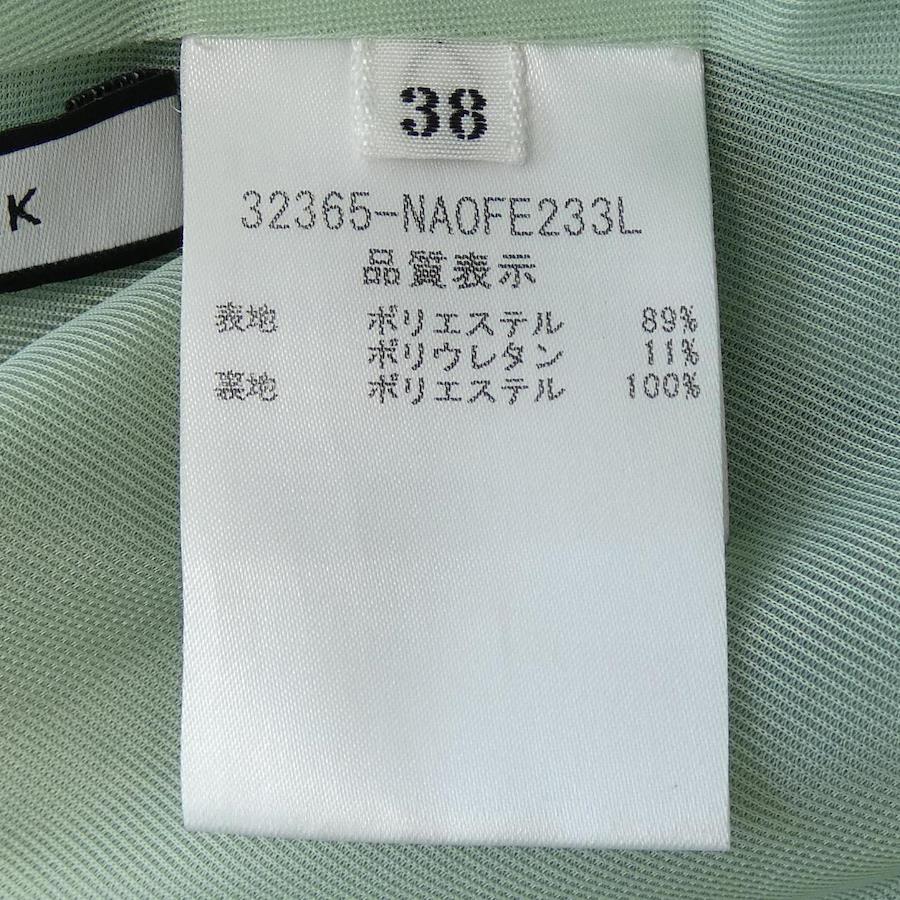 38
K
32365-NAOFE233L
品質表示
表地 ポリエステル 89%
ポリウレタン 11%
裏地 ポリエステル 100%